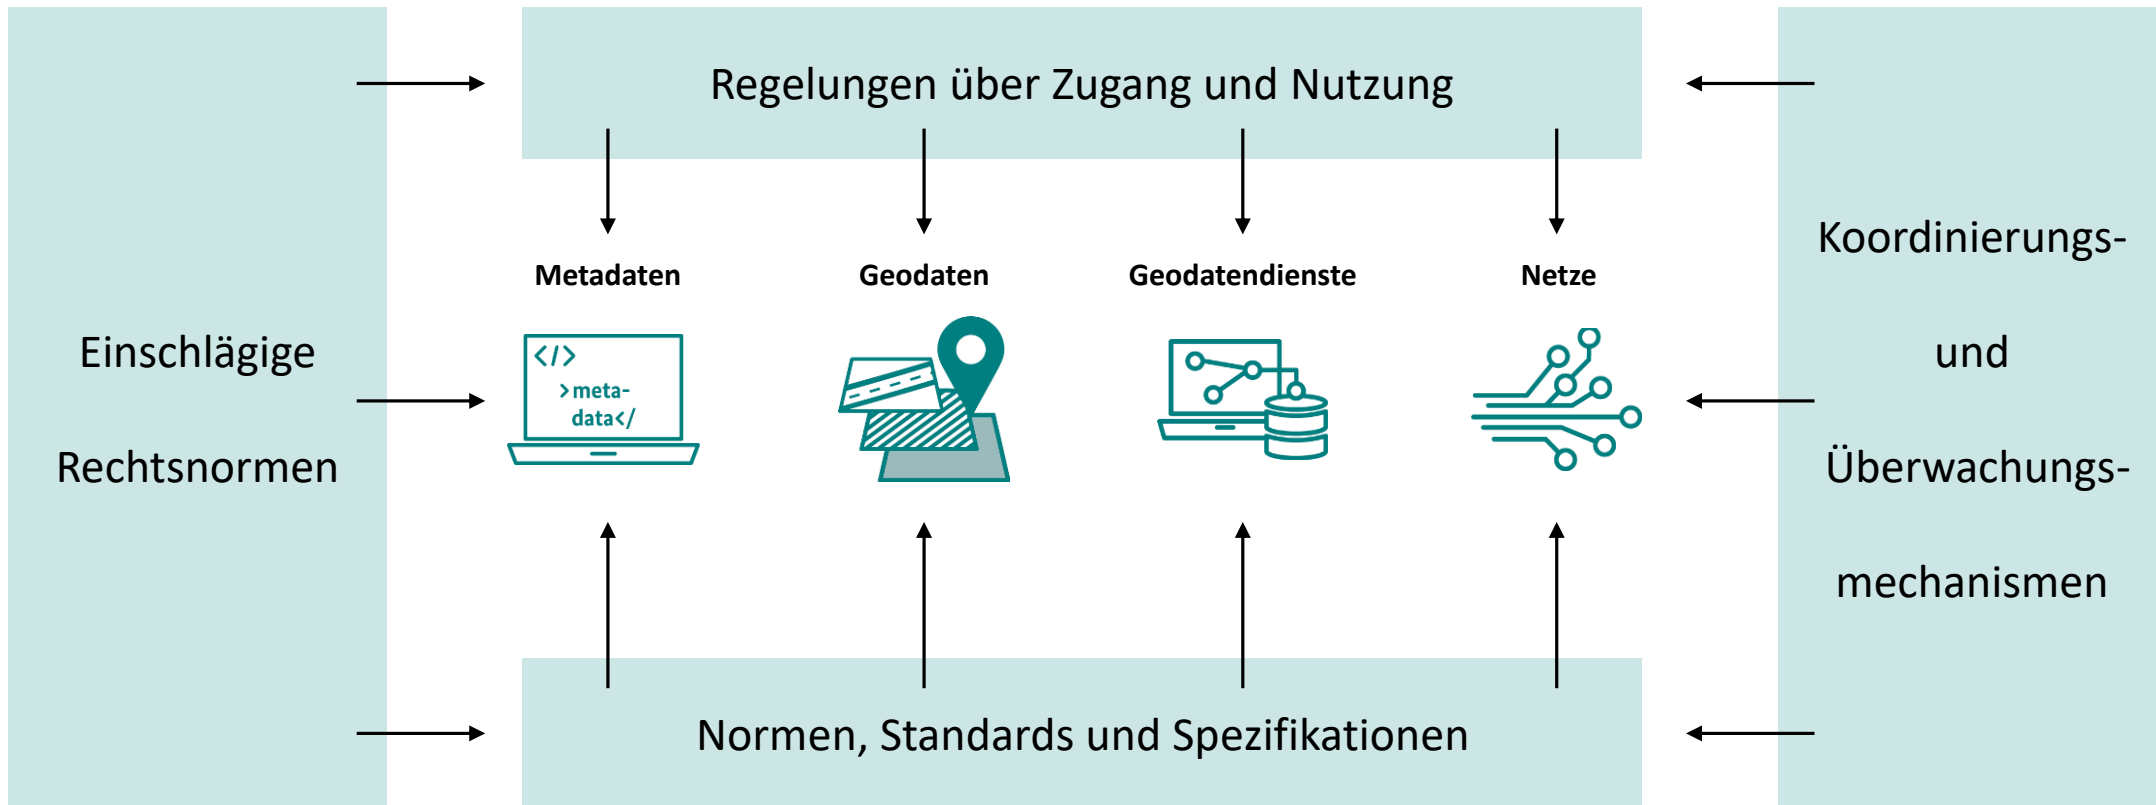 Regelungen über Zugang und Nutzung
Einschlägige
Rechtsnormen
Metadaten
Geodaten
Geodatendienste
Netze
</>
>meta-
data</
Koordinierungs-
und
Überwachungs-
mechanismen
Normen, Standards und Spezifikationen